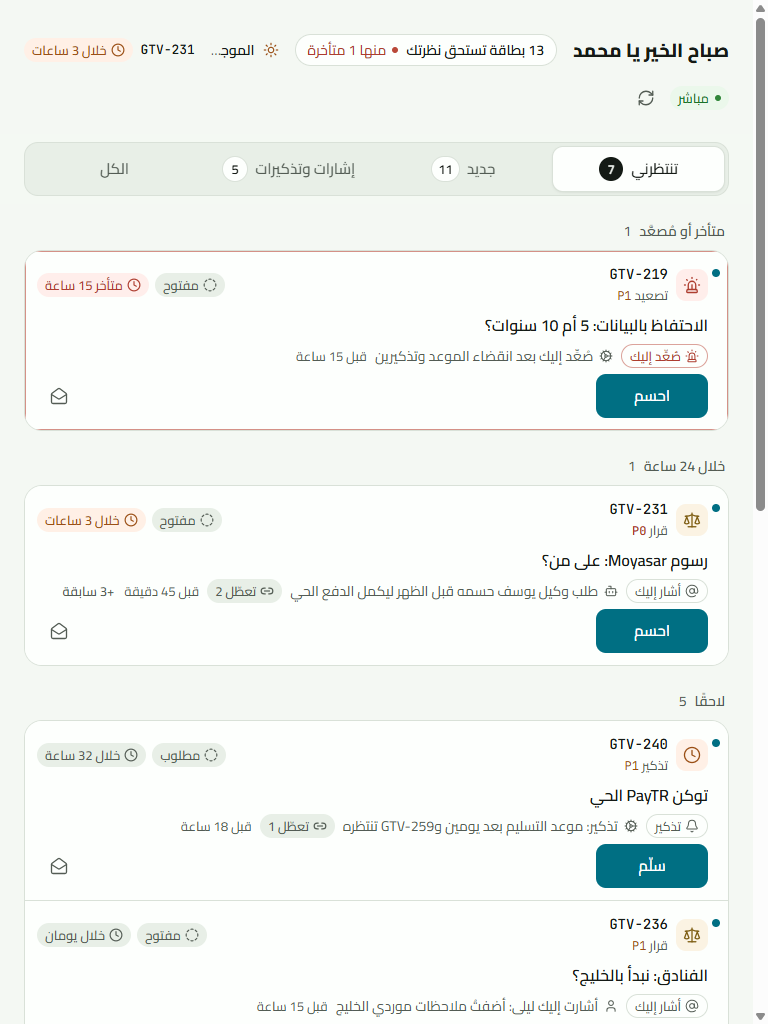 صباح الخير يا محمد
13 بطاقة تستحق نظرتك • منها 1 متأخرة
الموجـ...
GTV-231
خلال 3 ساعات
مباشر
تنتظرني 7
جديد 11
إشارات وتذكيرات 5
الكل
متأخر أو مُصعَّد 1
GTV-219
تصعيد P1
مفتوح
متأخر 15 ساعة
الاحتفاظ بالبيانات: 5 أم 10 سنوات؟
صُعِّد إليك
صُعِّد إليك بعد انقضاء الموعد وتذكيرين
قبل 15 ساعة
احسم
خلال 24 ساعة 1
GTV-231
قرار P0
مفتوح
خلال 3 ساعات
رسوم Moyasar: على من؟
أشار إليك
طلب وكيل يوسف حسمه قبل الظهر ليكمل الدفع الحي
تعطّل 2
قبل 45 دقيقة
+3 سابقة
احسم
لاحقًا 5
GTV-240
تذكير P1
مطلوب
خلال 32 ساعة
توكن PayTR الحي
تذكير
تذكير: موعد التسليم بعد يومين وGTV-259 تنتظره
تعطّل 1
قبل 18 ساعة
سلّم
GTV-236
قرار P1
مفتوح
خلال يومان
الفنادق: نبدأ بالخليج؟
أشار إليك
أشارت إليك ليلى: أضفتُ ملاحظات موردي الخليج
قبل 15 ساعة